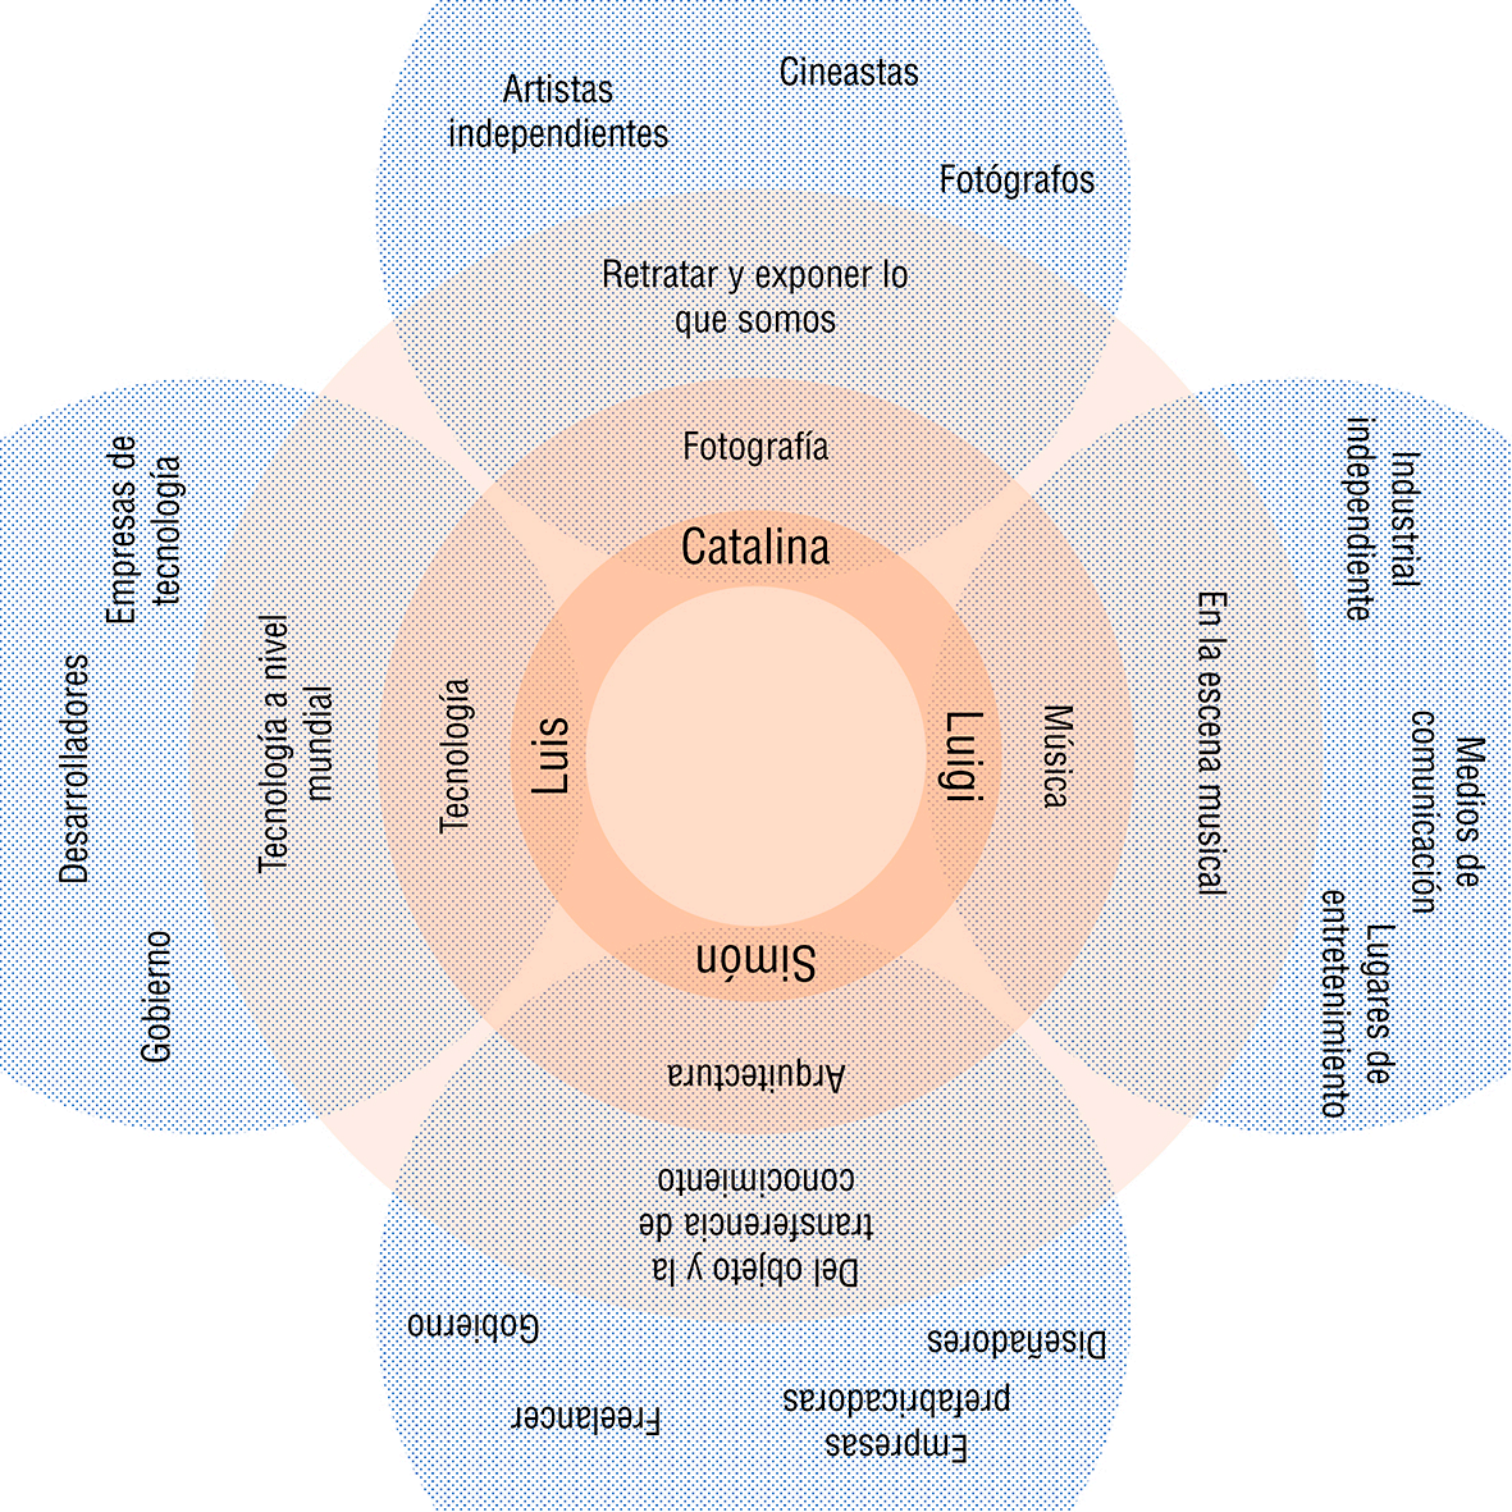 Artistas
independientes
Cineastas
Fotógrafos
Retratar y exponer lo
que somos
Fotografía
Catalina
Industrial
independiente
Medios de
comunicación
Lugares de
entretenimiento
En la escena musical
Música
Luigi
Diseñadores
Empresas
prefabricadoras
Freelancer
Gobierno
Del objeto y la
transferencia de
conocimiento
Arquitectura
Simón
Gobierno
Desarrolladores
Empresas de
tecnología
Tecnología a nivel
mundial
Tecnología
Luis